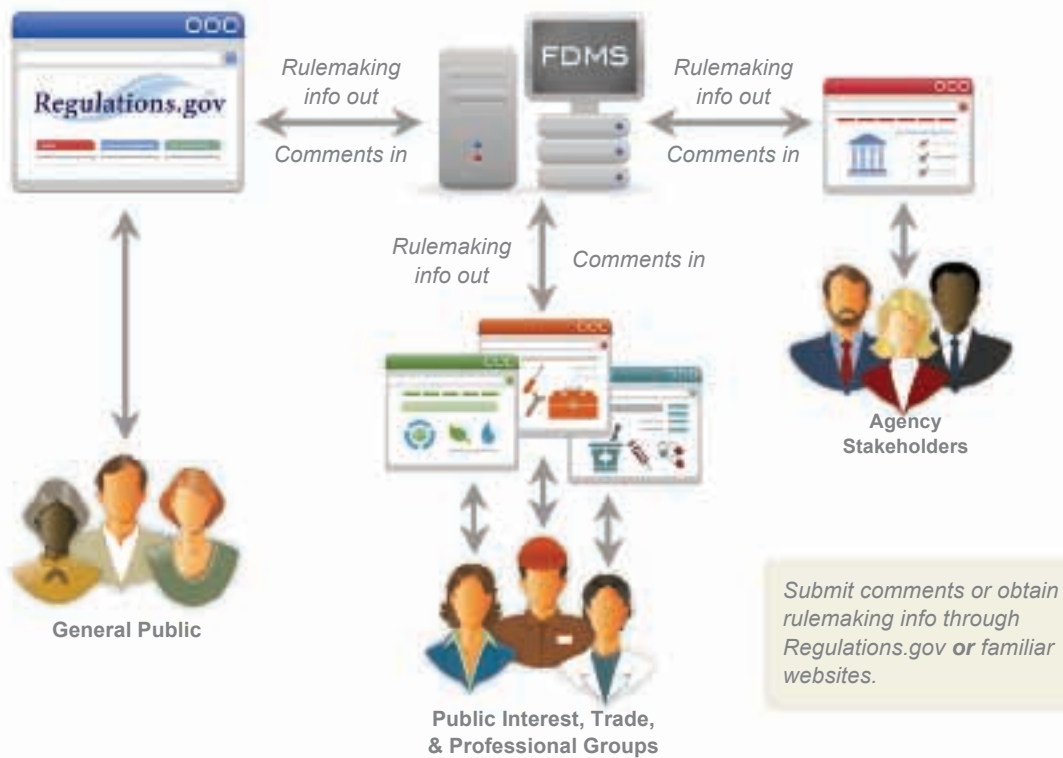 Regulations.gov
Rulemaking
info out
Comments in
FDMS
Rulemaking
info out
Comments in
Rulemaking
info out
Comments in
General Public
Public Interest, Trade,
& Professional Groups
Agency
Stakeholders
Submit comments or obtain
rulemaking info through
Regulations.gov or familiar
websites.